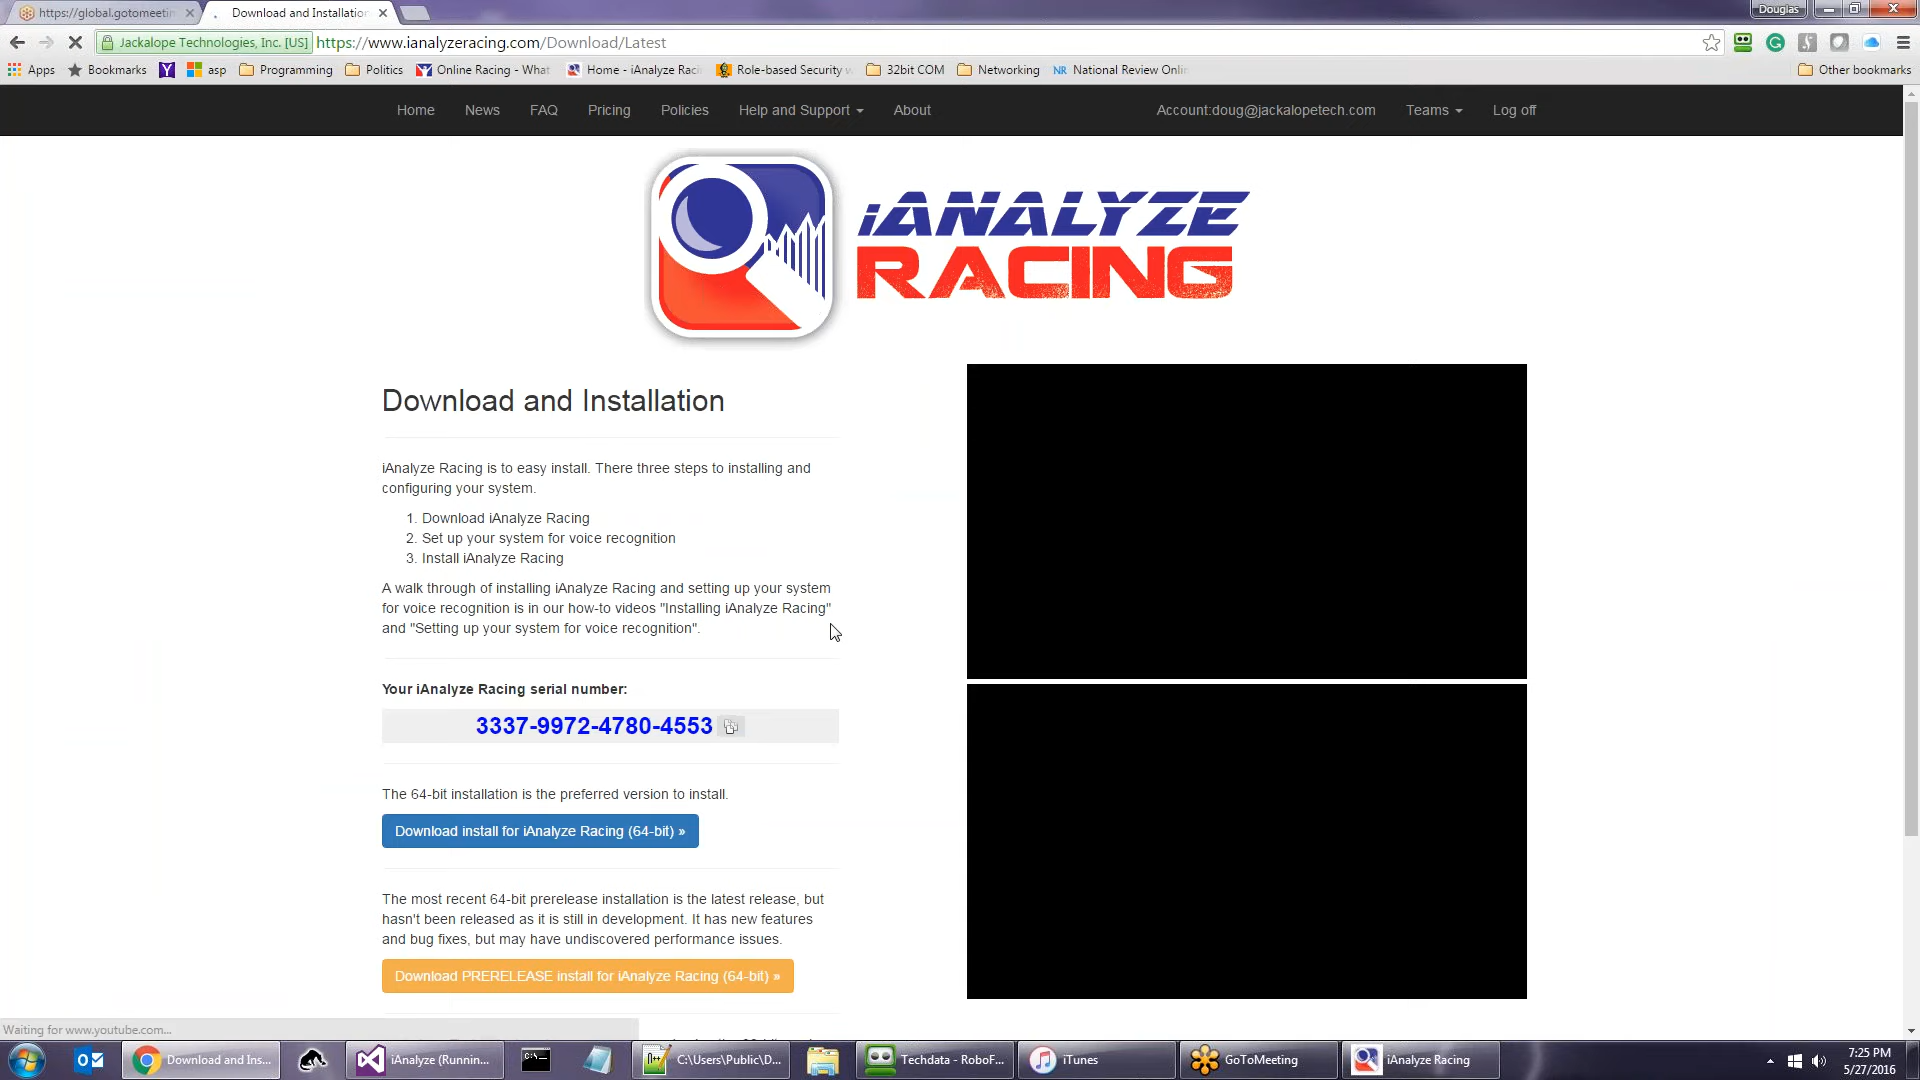 https://global.gotomeetin
Download and Installation
Douglas
Jackalope Technologies, Inc. [US]
https://www.ianalyzeracing.com/Download/Latest
Apps
Bookmarks
asp
Programming
Politics
Online Racing - What
Home - iAnalyze Raci
Role-based Security
32bit COM
Networking
NR
National Review Onli
Other bookmarks
Home
News
FAQ
Pricing
Policies
Help and Support
About
Account:doug@jackalopetech.com
Teams
Log off
iANALYZE
RACING
Download and Installation
iAnalyze Racing is to easy install. There three steps to installing and
configuring your system.
1. Download iAnalyze Racing
2. Set up your system for voice recognition
3. Install iAnalyze Racing
A walk through of installing iAnalyze Racing and setting up your system
for voice recognition is in our how-to videos "Installing iAnalyze Racing"
and "Setting up your system for voice recognition".
Your iAnalyze Racing serial number:
3337-9972-4780-4553
The 64-bit installation is the preferred version to install.
Download install for iAnalyze Racing (64-bit) »
The most recent 64-bit prerelease installation is the latest release, but
hasn't been released as it is still in development. It has new features
and bug fixes, but may have undiscovered performance issues.
Download PRERELEASE install for iAnalyze Racing (64-bit) »
Waiting for www.youtube.com...
Download and Ins...
iAnalyze (Runnin...
C:\Users\Public\D...
Techdata - RoboF...
iTunes
GoToMeeting
iAnalyze Racing
7:25 PM
5/27/2016